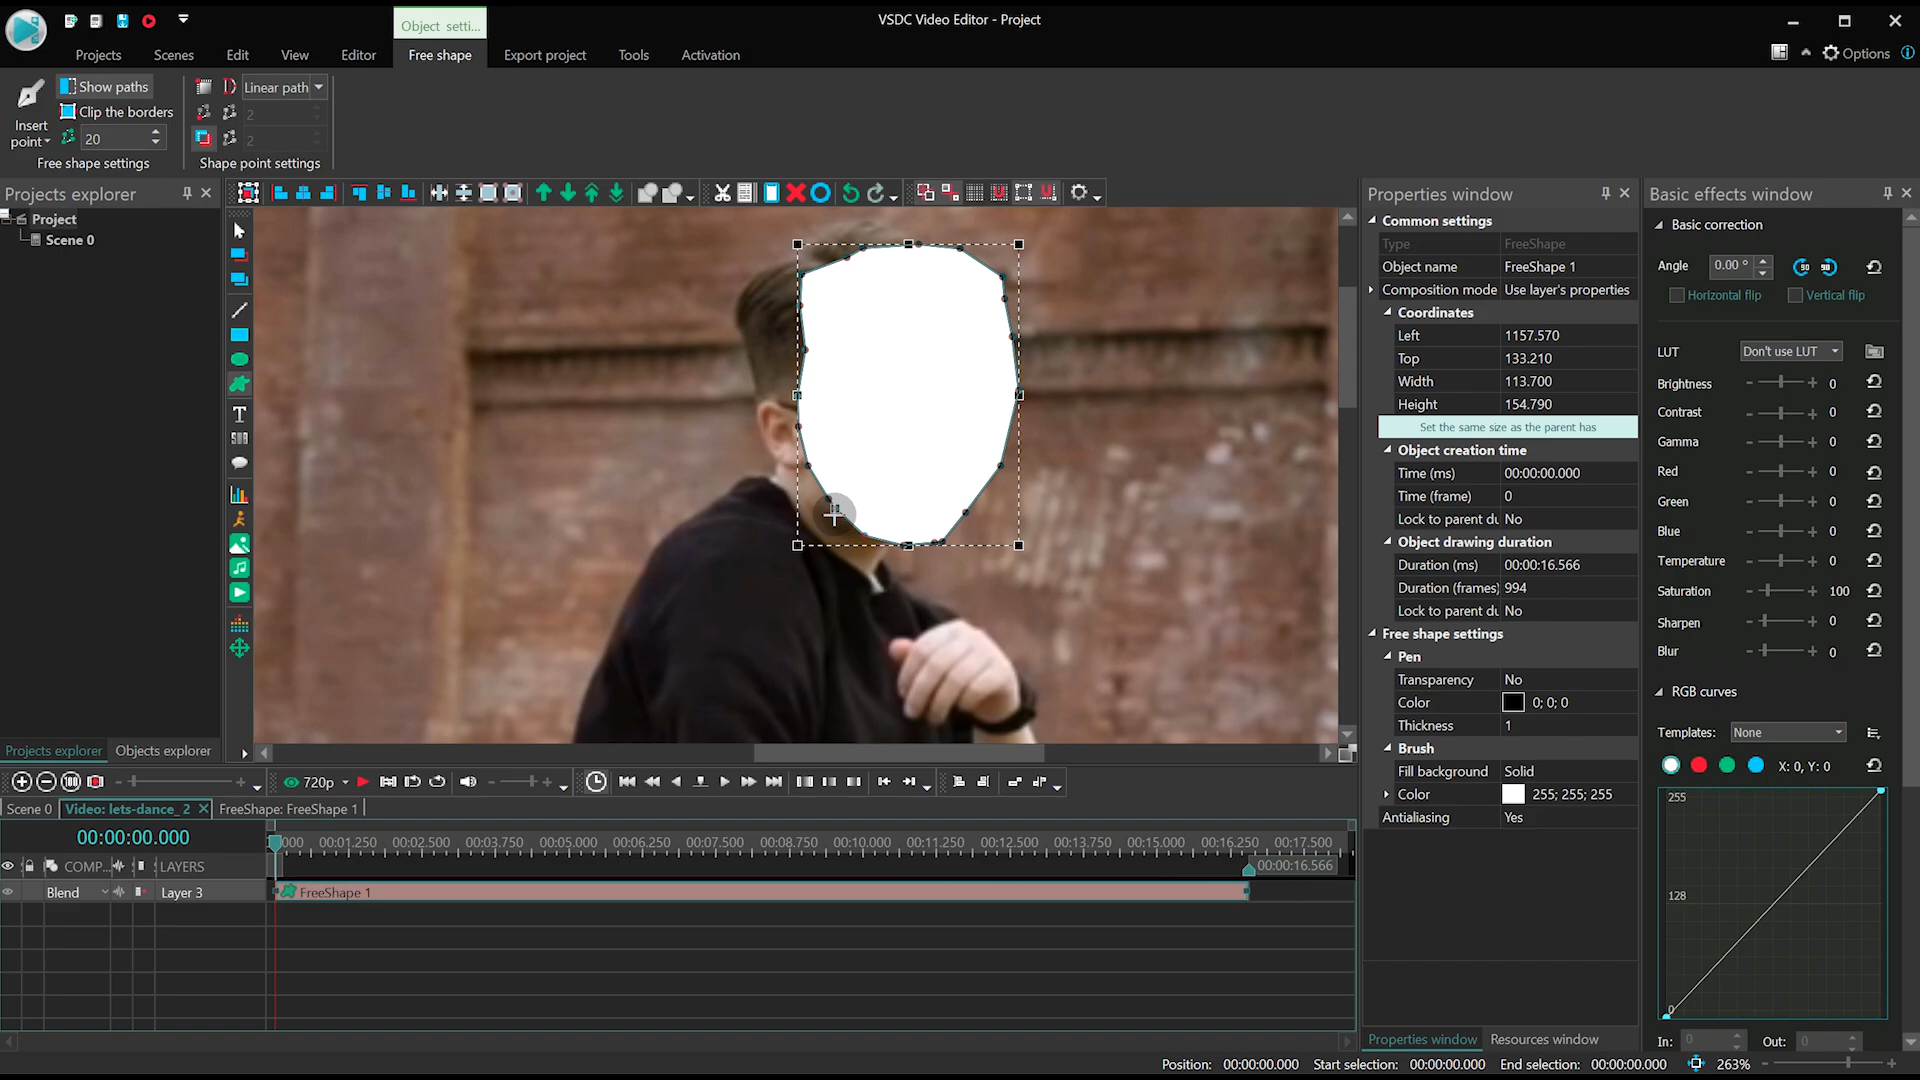 Object setti...
VSDC Video Editor - Project
Projects
Scenes
Edit
View
Editor
Free shape
Export project
Tools
Activation
Options
Insert point
Show paths
Clip the borders
20
Free shape settings
Linear path
2
2
Shape point settings
Projects explorer
Project
Scene 0
T
SUB
Projects explorer
Objects explorer
Properties window
Common settings
Type FreeShape
Object name FreeShape 1
Composition mode Use layer's properties
Coordinates
Left 1157.570
Top 133.210
Width 113.700
Height 154.790
Set the same size as the parent has
Object creation time
Time (ms) 00:00:00.000
Time (frame) 0
Lock to parent du No
Object drawing duration
Duration (ms) 00:00:16.566
Duration (frames) 994
Lock to parent du No
Free shape settings
Pen
Transparency No
Color 0; 0; 0
Thickness 1
Brush
Fill background Solid
Color 255; 255; 255
Antialiasing Yes
Properties window
Resources window
Basic effects window
Basic correction
Angle 0.00 °
90 90
Horizontal flip
Vertical flip
LUT Don't use LUT
Brightness - + 0
Contrast - + 0
Gamma - + 0
Red - + 0
Green - + 0
Blue - + 0
Temperature - + 0
Saturation - + 100
Sharpen - + 0
Blur - + 0
RGB curves
Templates: None
X: 0, Y: 0
255
128
0
In: 0
Out: 0
720p
Scene 0
Video: lets-dance_ 2
FreeShape: FreeShape 1
00:00:00.000
000 00:01.250 00:02.500 00:03.750 00:05.000 00:06.250 00:07.500 00:08.750 00:10.000 00:11.250 00:12.500 00:13.750 00:15.000 00:16.250 00:17.500
00:00:16.566
COMP... LAYERS
Blend
Layer 3
FreeShape 1
Position: 00:00:00.000
Start selection: 00:00:00.000
End selection: 00:00:00.000
263%